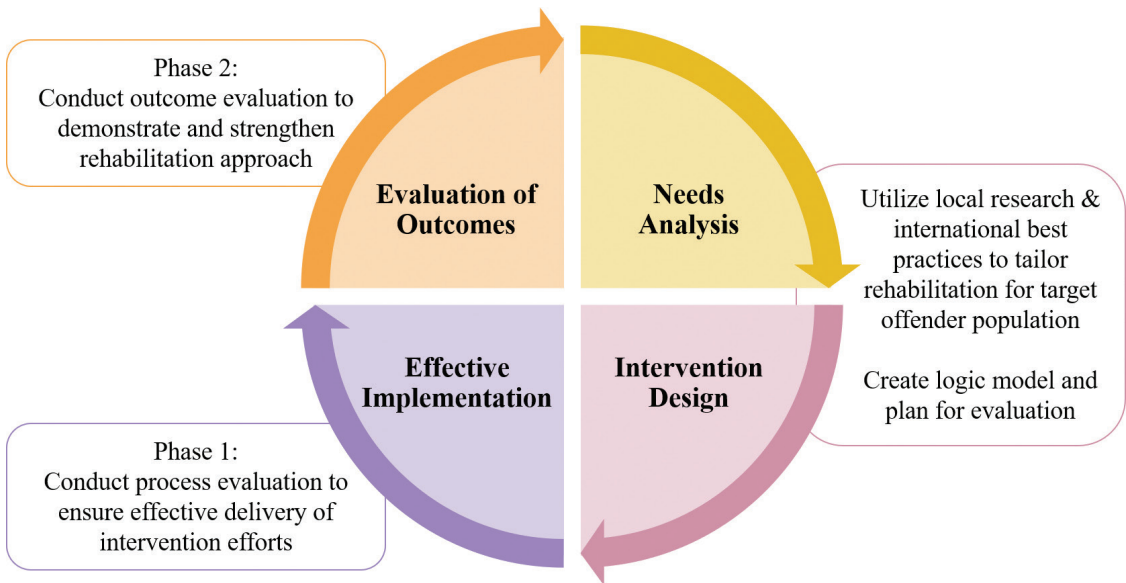 Phase 2:
Conduct outcome evaluation to
demonstrate and strengthen
rehabilitation approach
Evaluation of
Outcomes
Needs
Analysis
Utilize local research &
international best
practices to tailor
rehabilitation for target
offender population
Create logic model and
plan for evaluation
Effective
Implementation
Intervention
Design
Phase 1:
Conduct process evaluation to
ensure effective delivery of
intervention efforts